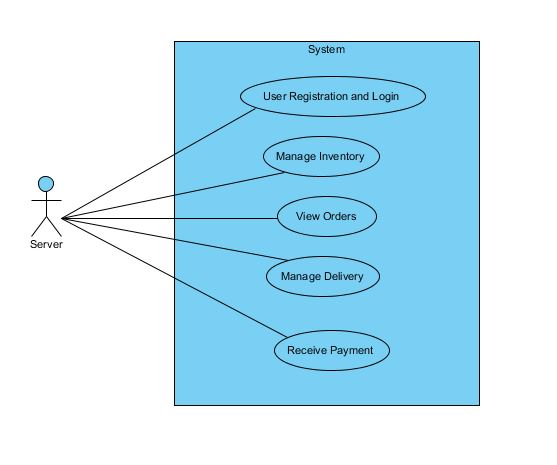 System
User Registration and Login
Manage Inventory
View Orders
Server
Manage Delivery
Receive Payment